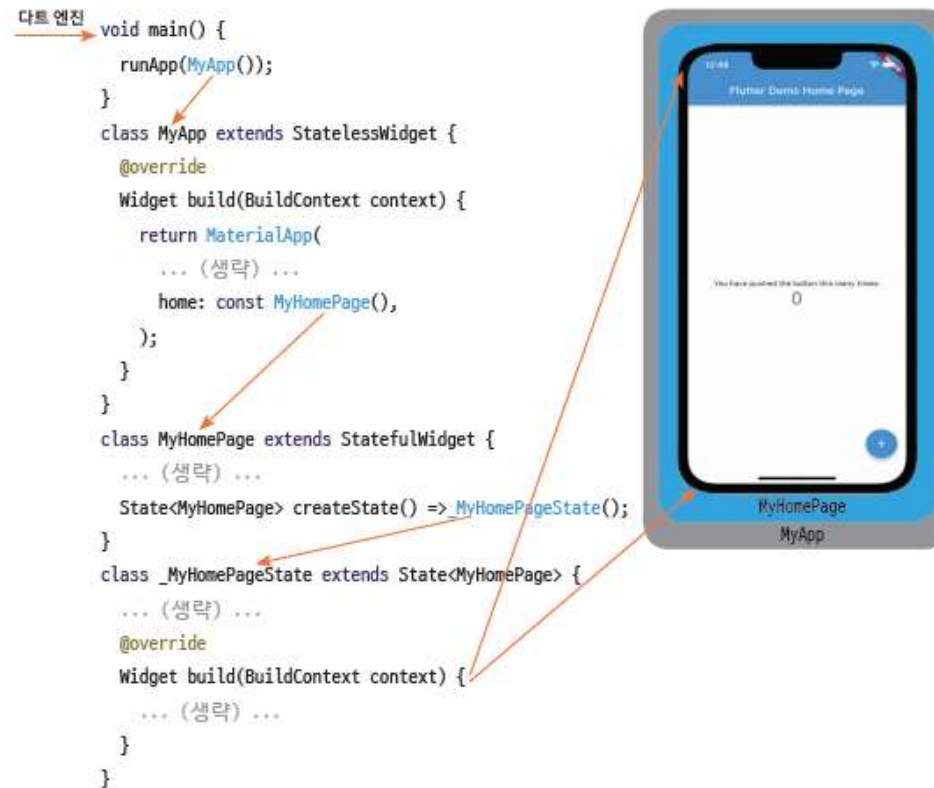 다트 엔진
void main() {
runApp(MyApp());
}
class MyApp extends StatelessWidget {
@override
Widget build(BuildContext context) {
return MaterialApp(
... (생략) ...
home: const MyHomePage(),
);
}
}
class MyHomePage extends StatefulWidget {
... (생략) ...
State<MyHomePage> createState() =>_MyHomePageState();
}
class _MyHomePageState extends State<MyHomePage> {
... (생략) ...
@override
Widget build(BuildContext context) {
... (생략) ...
}
}
Flutter Demo Home Page
You have pushed the button this many times:
0
+
MyHomePage
MyApp